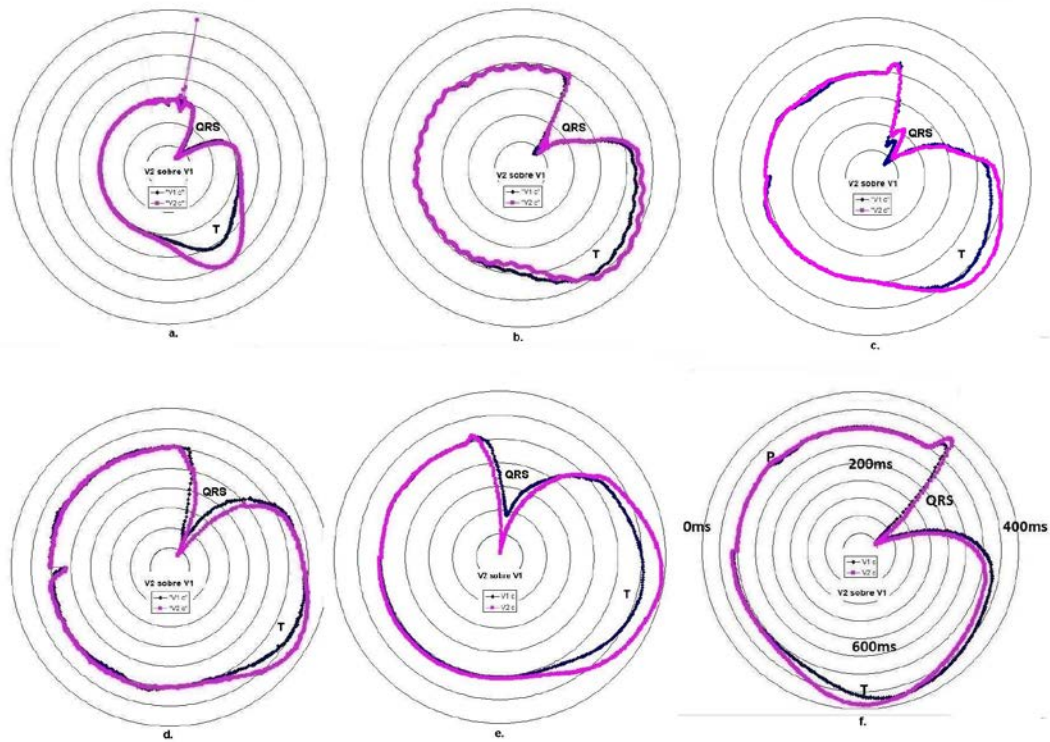 QRS
V2 sobre V1
"V1 c"
"V2 c"
T
a.
QRS
V2 sobre V1
"V1 c"
"V2 c"
T
b.
QRS
V2 sobre V1
"V1 c"
"V2 c"
T
c.
QRS
V2 sobre V1
"V1 c"
"V2 c"
T
d.
QRS
V2 sobre V1
V1 c
V2 c
T
e.
P
200ms
QRS
0ms
400ms
V1 c
V2 c
V2 sobre V1
600ms
T
f.